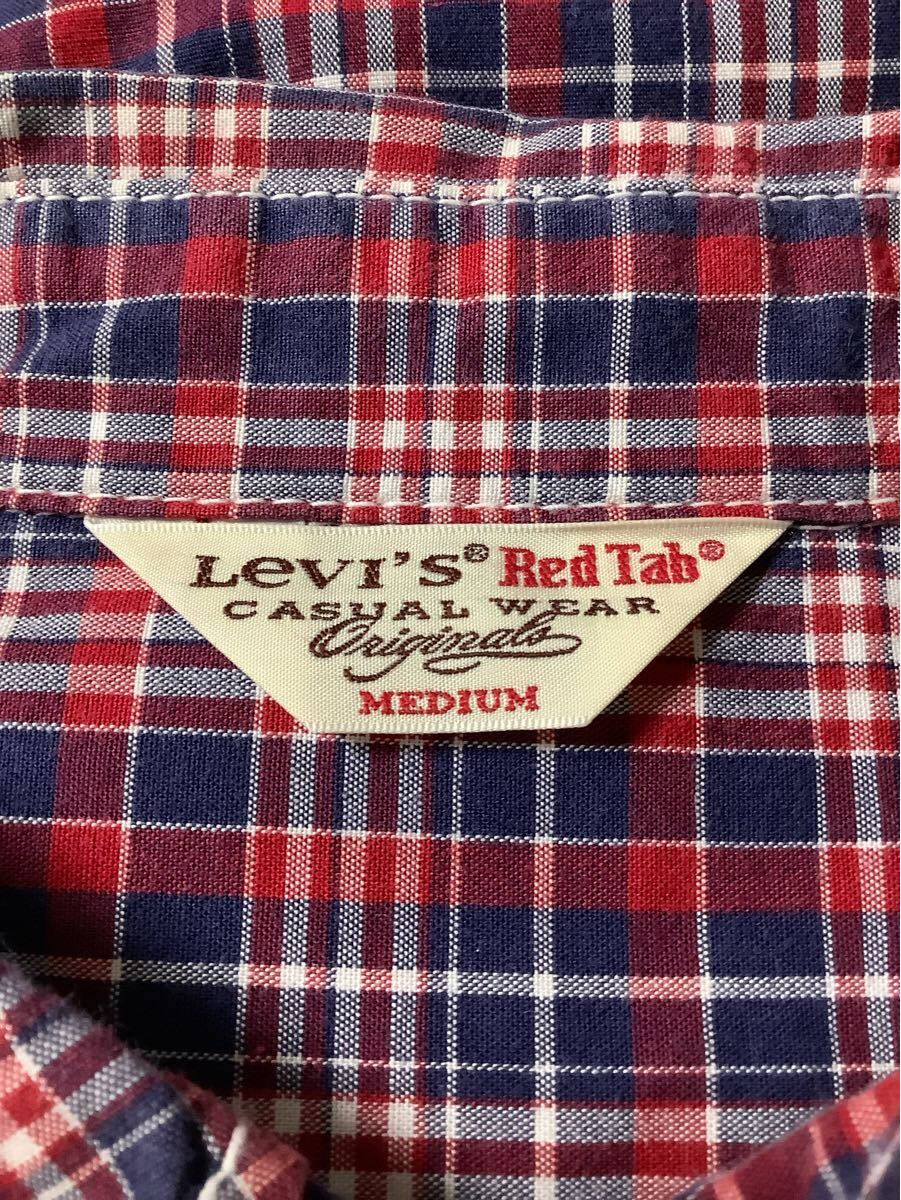 Levi's® Red Tab®
CASUAL WEAR
Originals
MEDIUM